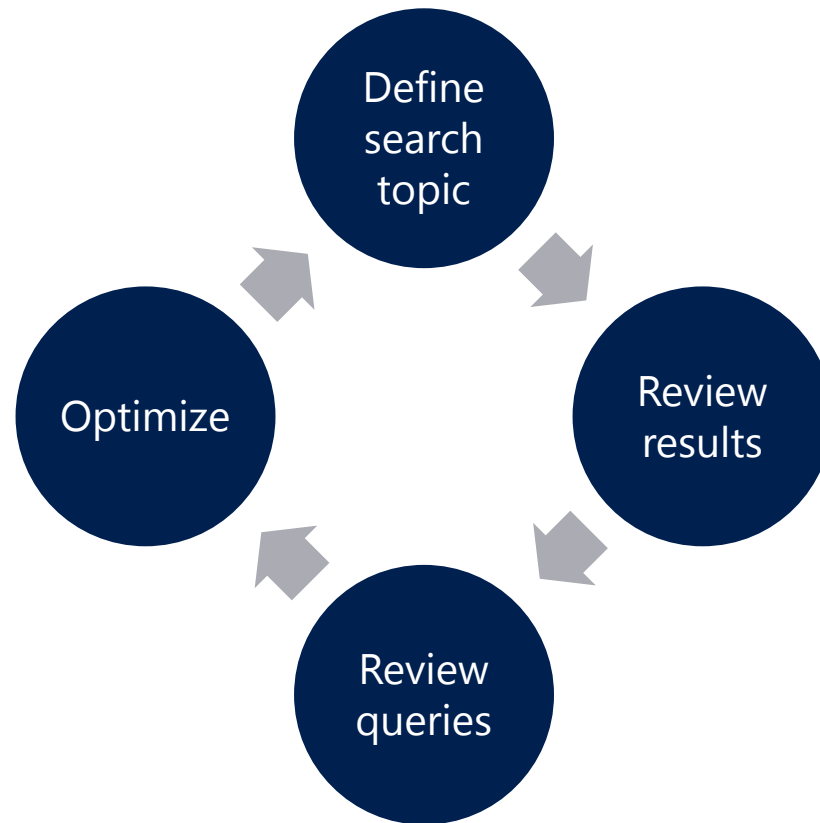 Define
search
topic
Review
results
Review
queries
Optimize